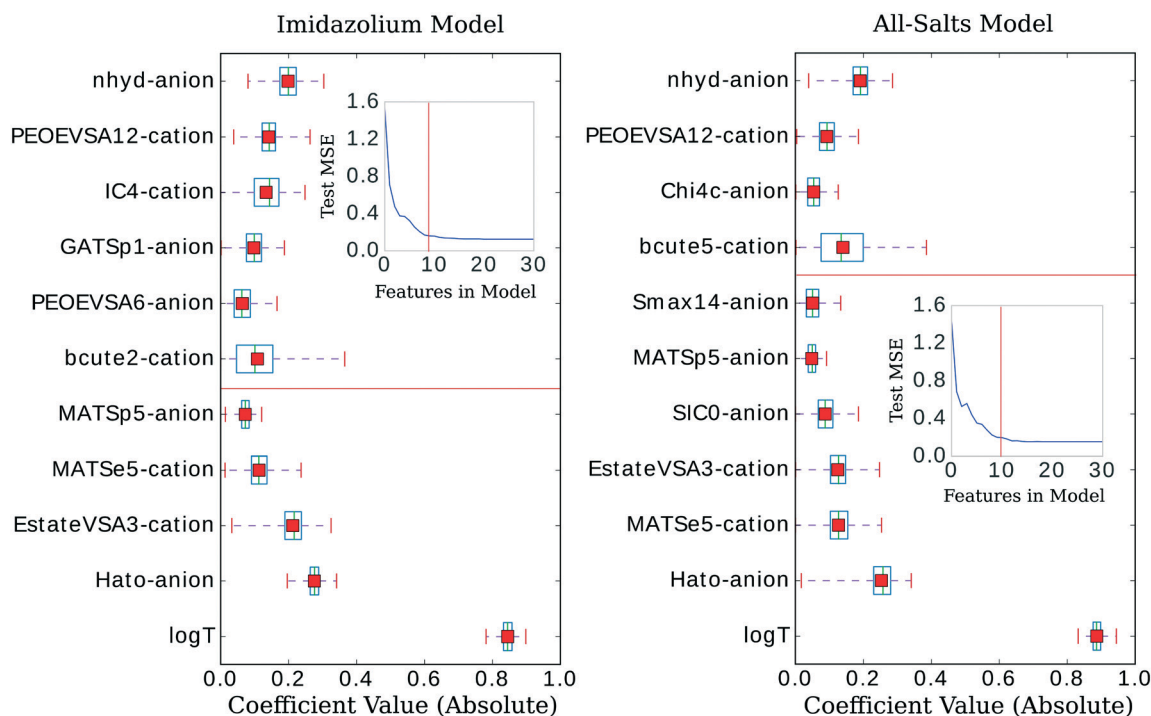 Imidazolium Model
nhyd-anion
PEOEVSA12-cation
IC4-cation
GATSp1-anion
PEOEVSA6-anion
bcute2-cation
MATSp5-anion
MATSe5-cation
EstateVSA3-cation
Hato-anion
logT
0.0 0.2 0.4 0.6 0.8 1.0
Coefficient Value (Absolute)
1.6
1.2
0.8
0.4
0.0
Test MSE
0 10 20 30
Features in Model
All-Salts Model
nhyd-anion
PEOEVSA12-cation
Chi4c-anion
bcute5-cation
Smax14-anion
MATSp5-anion
SIC0-anion
EstateVSA3-cation
MATSe5-cation
Hato-anion
logT
0.0 0.2 0.4 0.6 0.8 1.0
Coefficient Value (Absolute)
1.6
1.2
0.8
0.4
0.0
Test MSE
0 10 20 30
Features in Model